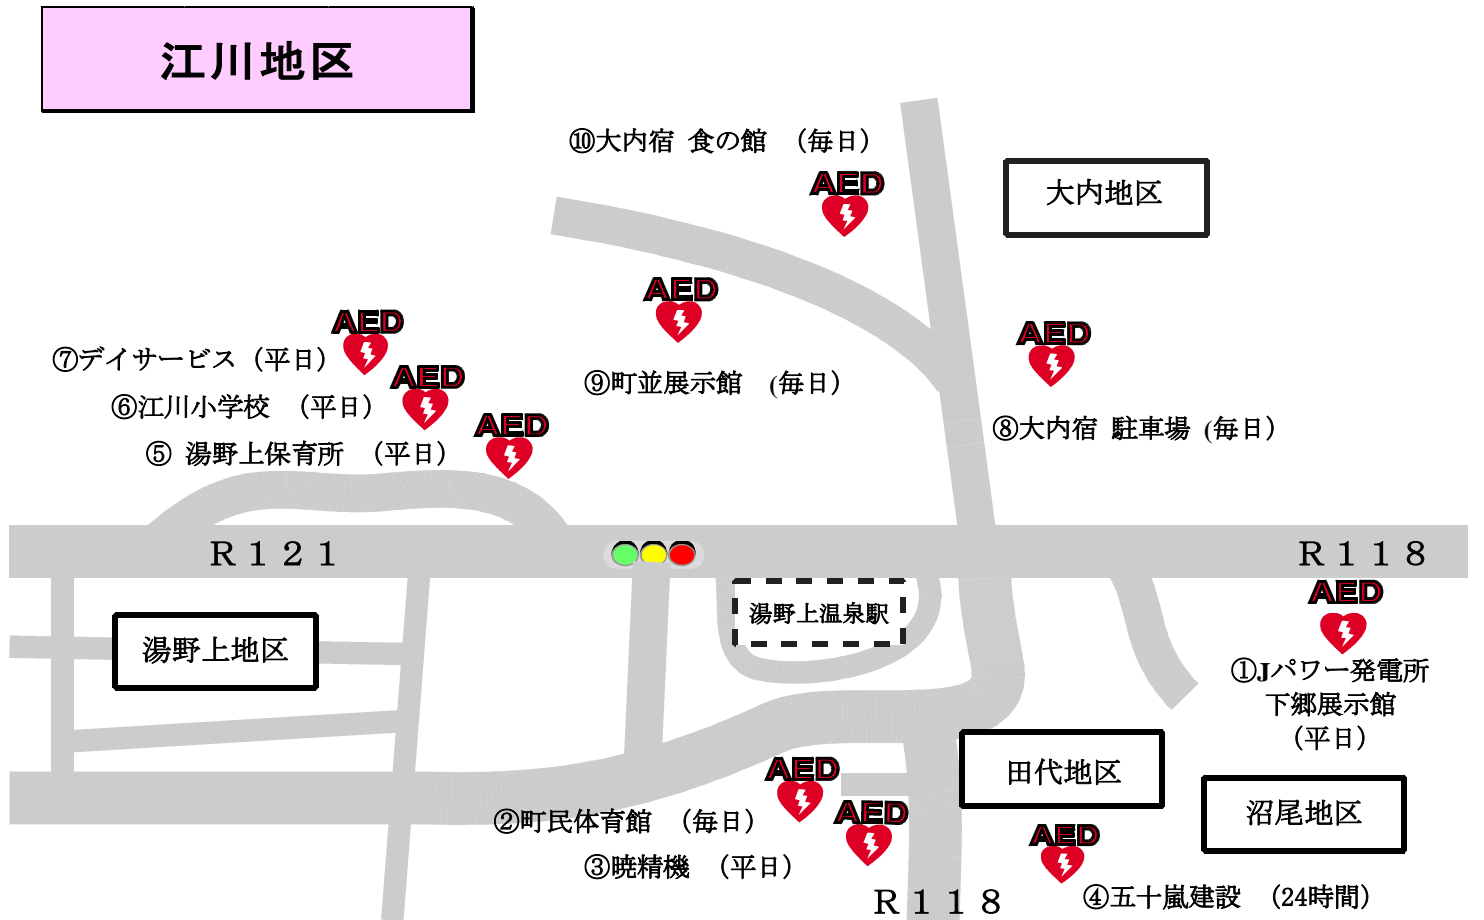 江川地区
⑩大内宿 食の館 （毎日）
AED
大内地区
AED
AED
AED
⑦デイサービス（平日）
AED
⑨町並展示館 （毎日）
⑥江川小学校 （平日）
AED
⑧大内宿 駐車場（毎日）
⑤ 湯野上保育所 （平日）
R１２１
R１１８
AED
湯野上温泉駅
湯野上地区
①Jパワー発電所
下郷展示館
（平日）
AED
田代地区
AED
沼尾地区
②町民体育館 （毎日）
AED
③暁精機 （平日）
R１１８
④五十嵐建設 （24時間）